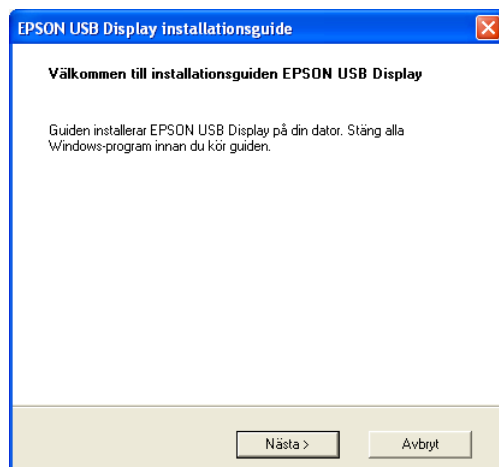 EPSON USB Display installationsguide
Välkommen till installationsguiden EPSON USB Display
Guiden installerar EPSON USB Display på din dator. Stäng alla
Windows-program innan du kör guiden.
Nästa >
Avbryt